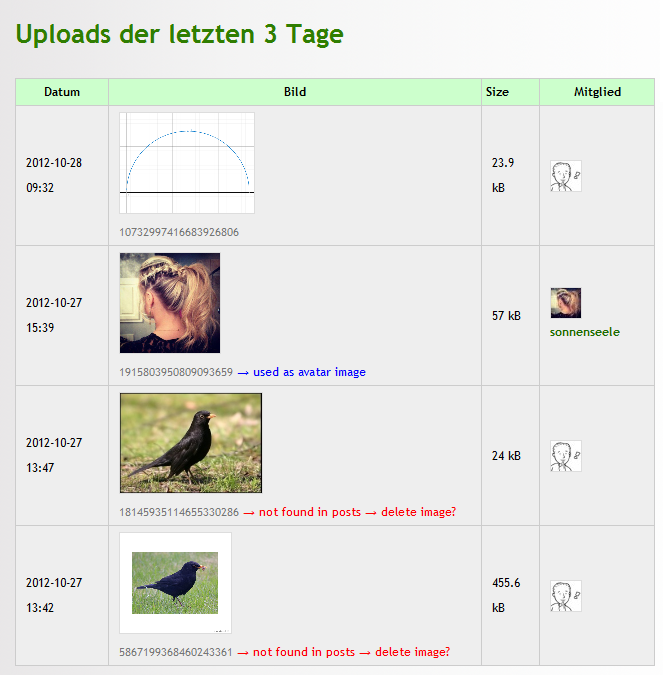 Uploads der letzten 3 Tage
Datum Bild Size Mitglied
2012-10-28
09:32
23.9
kB
10732997416683926806
2012-10-27
15:39
57 kB
sonnenseele
1915803950809093659 → used as avatar image
2012-10-27
13:47
24 kB
18145935114655330286 → not found in posts → delete image?
2012-10-27
13:42
455.6
kB
5867199368460243361 → not found in posts → delete image?